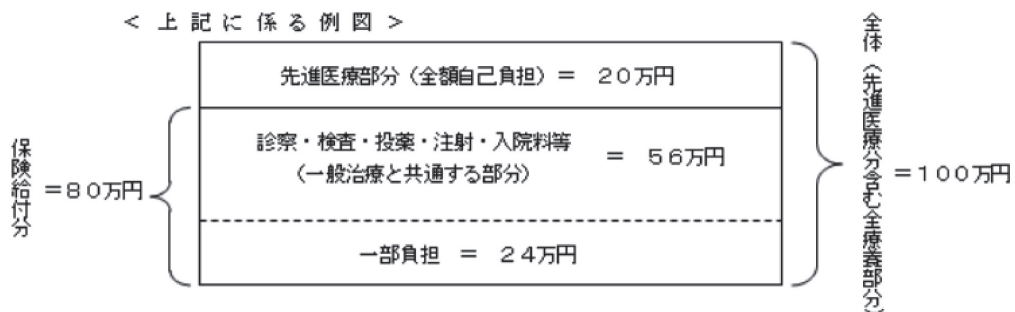 ＜ 上記に係る例図 ＞
先進医療部分（全額自己負担）＝ ２０万円
診察・検査・投薬・注射・入院料等
（一般治療と共通する部分）
＝ ５６万円
一部負担 ＝ ２４万円
保険給付分
＝８０万円
全体（先進医療分含む全療養部分）
＝１００万円